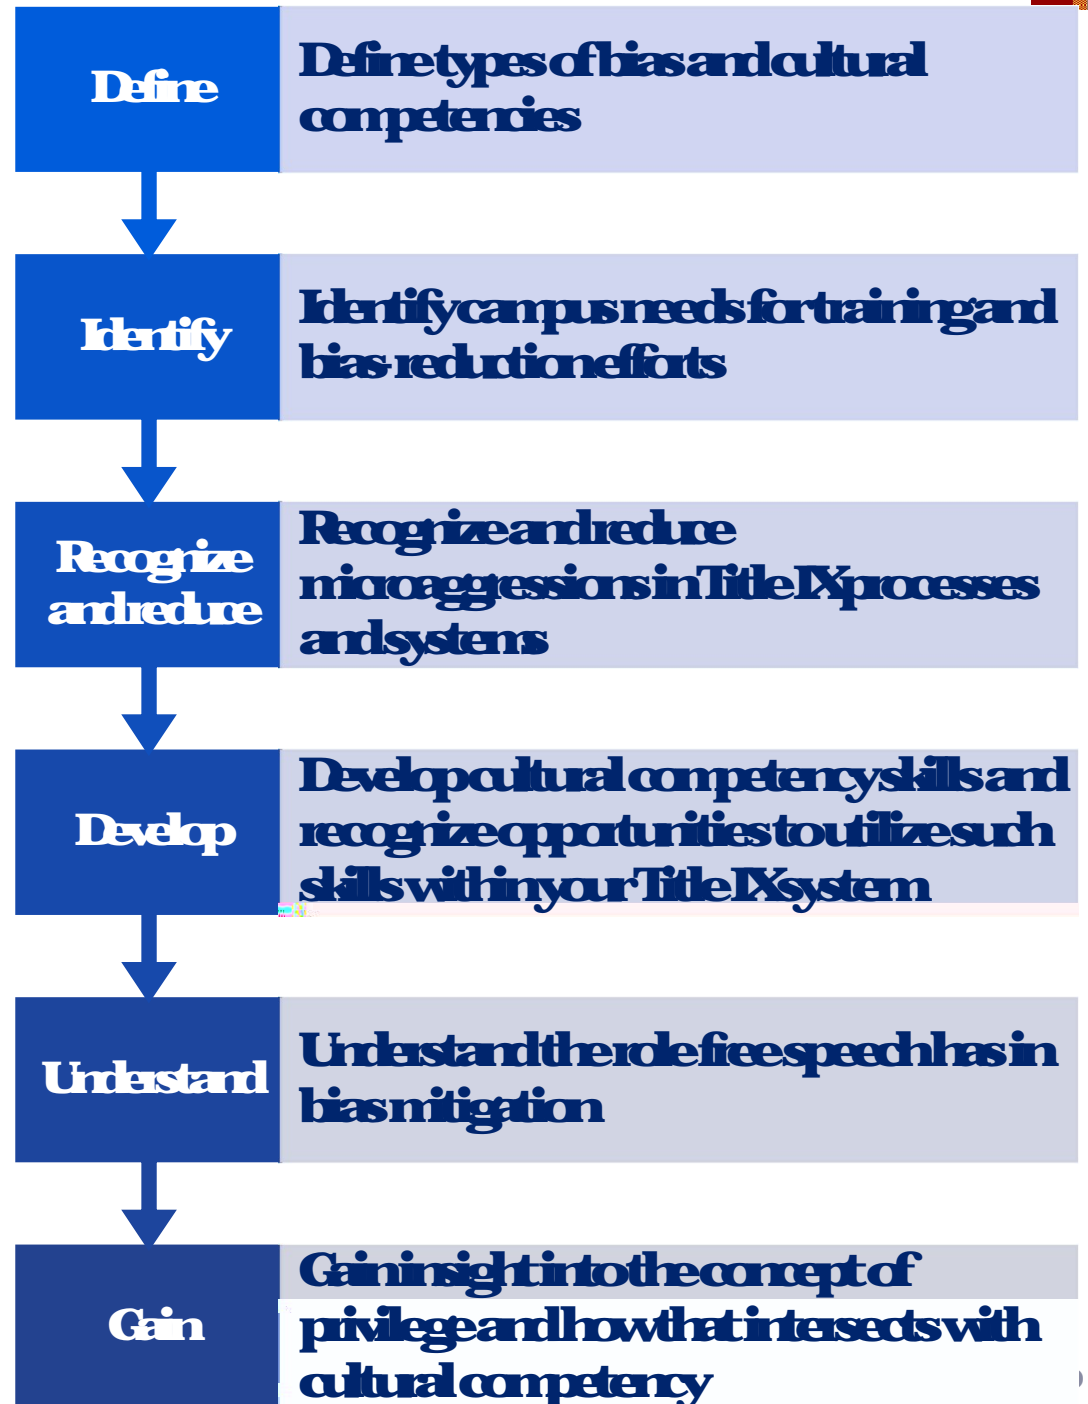 Define
Define types of bias and cultural
competencies
Identify
Identify campus needs for training and
bias-reduction efforts
Recognize
and reduce
Recognize and reduce
microaggressions in Title IX processes
and systems
Develop
Develop cultural competency skills and
recognize opportunities to utilize such
skills within your Title IX system
Understand
Understand the role free speech has in
bias mitigation
Gain
Gain insight into the concept of
privilege and how that intersects with
cultural competency